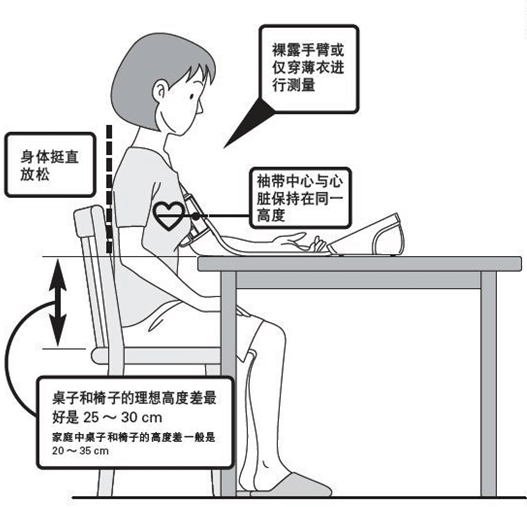 裸露手臂或
仅穿薄衣进
行测量
身体挺直
放松
袖带中心与心
脏保持在同一
高度
桌子和椅子的理想高度差最
好是 25 ～ 30 cm
家庭中桌子和椅子的高度差一般是
20 ～ 35 cm